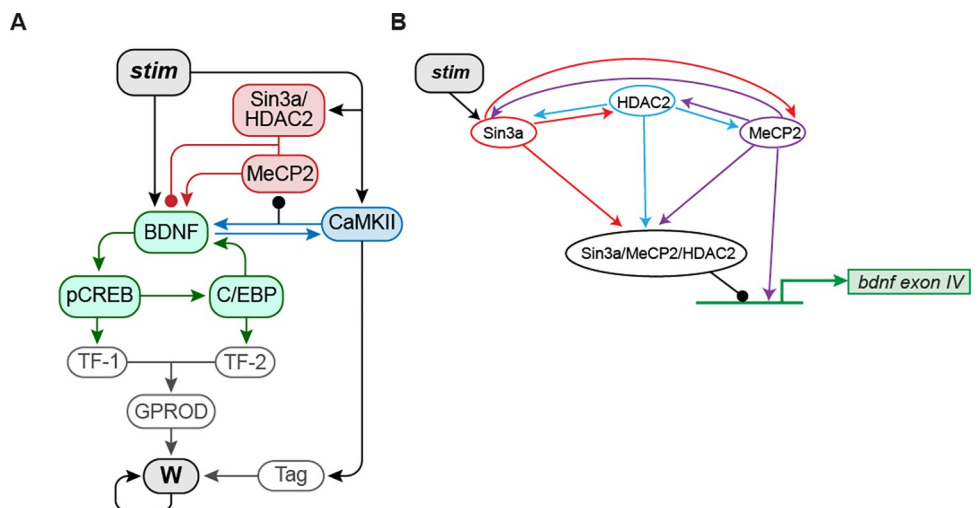 A
stim
Sin3a/
HDAC2
MeCP2
BDNF
CaMKII
pCREB
C/EBP
TF-1
TF-2
GPROD
W
Tag
B
stim
HDAC2
Sin3a
MeCP2
Sin3a/MeCP2/HDAC2
bdnf exon IV